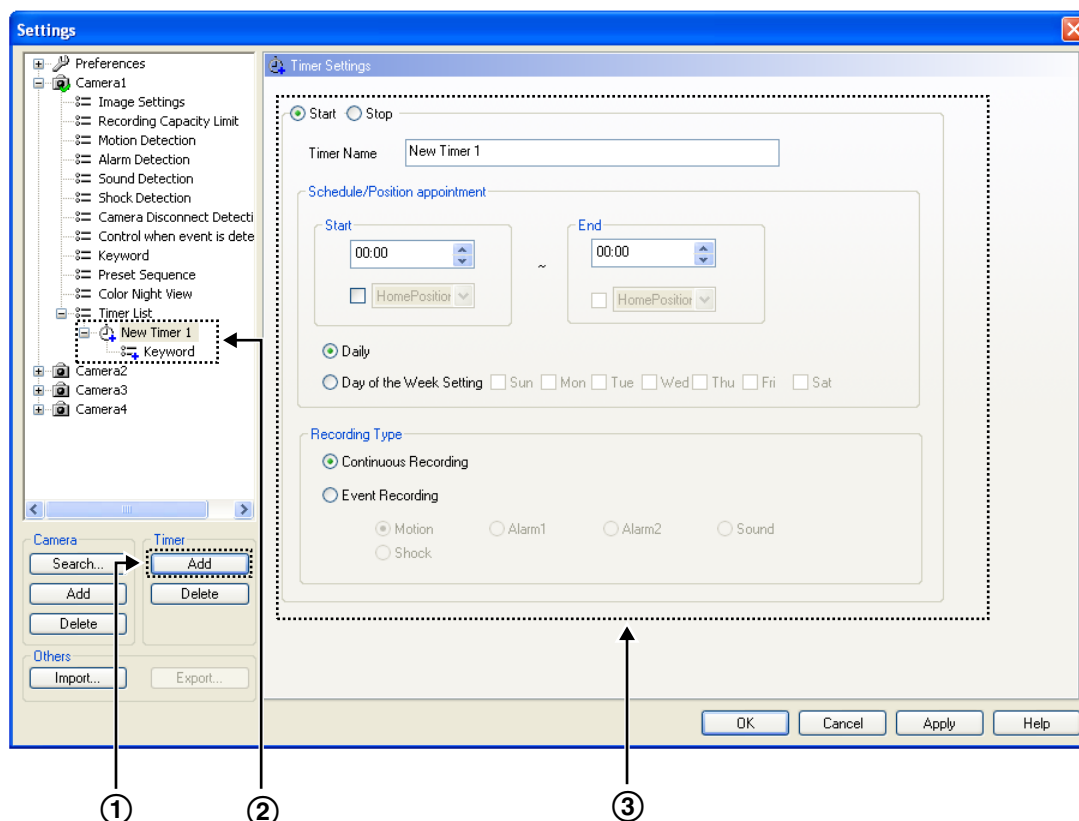 Settings
Preferences
Camera1
Image Settings
Recording Capacity Limit
Motion Detection
Alarm Detection
Sound Detection
Shock Detection
Camera Disconnect Detecti
Control when event is dete
Keyword
Preset Sequence
Color Night View
Timer List
New Timer 1
Keyword
Camera2
Camera3
Camera4
Camera
Search...
Add
Delete
Timer
Add
Delete
Others
Import...
Export...
Timer Settings
Start Stop
Timer Name New Timer 1
Schedule/Position appointment
Start
00:00
HomePosition
~
End
00:00
HomePosition
Daily
Day of the Week Setting Sun Mon Tue Wed Thu Fri Sat
Recording Type
Continuous Recording
Event Recording
Motion Alarm1 Alarm2 Sound
Shock
OK Cancel Apply Help
① ② ③